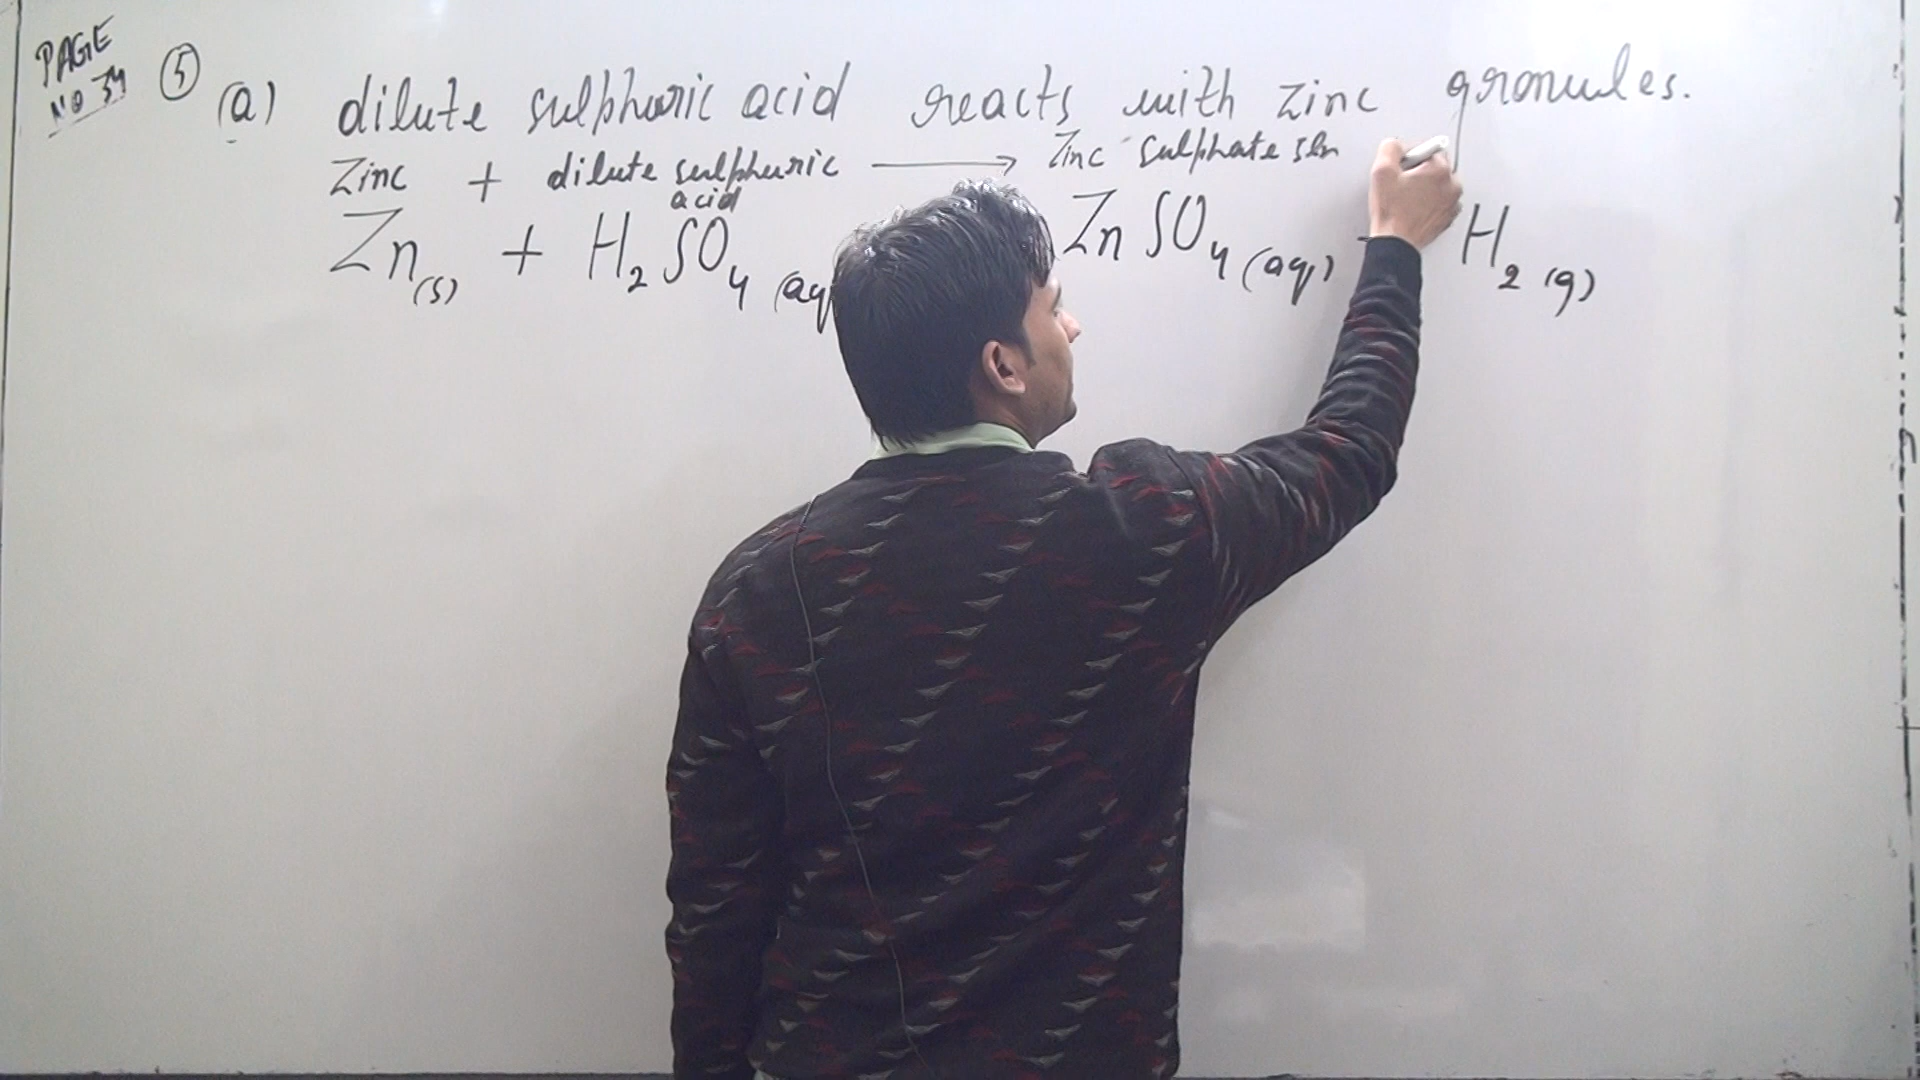 PAGE
NO 34
5 (a) dilute sulphuric acid reacts with zinc granules.
Zinc + dilute sulphuric acid → Zinc sulphate sln
Zn(s) + H2SO4 (aq ZnSO4 (aq) H2 (g)